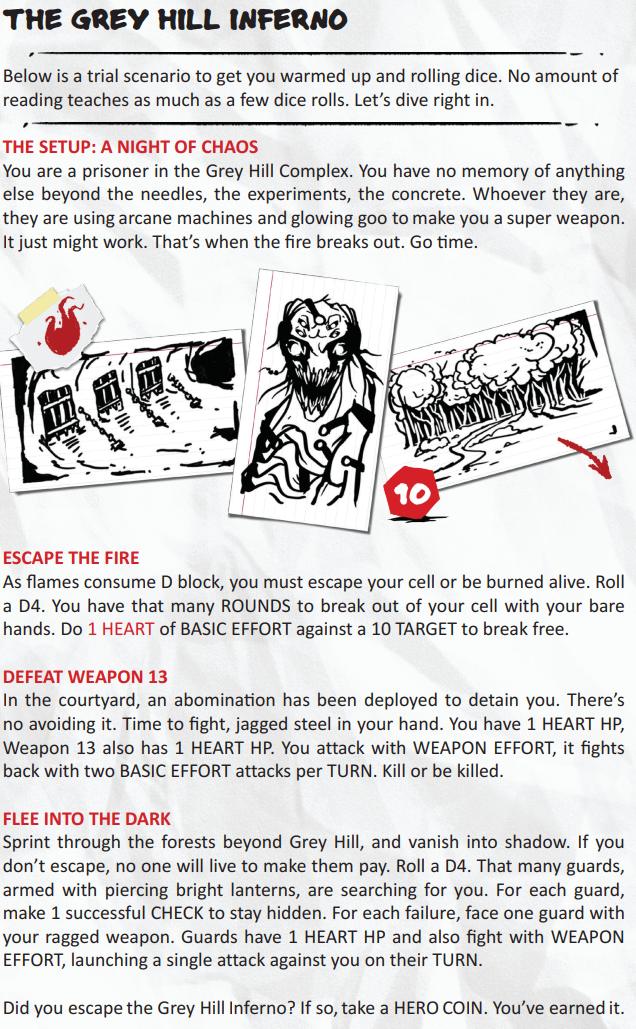 THE GREY HILL INFERNO
Below is a trial scenario to get you warmed up and rolling dice. No amount of
reading teaches as much as a few dice rolls. Let's dive right in.
THE SETUP: A NIGHT OF CHAOS
You are a prisoner in the Grey Hill Complex. You have no memory of anything
else beyond the needles, the experiments, the concrete. Whoever they are,
they are using arcane machines and glowing goo to make you a super weapon.
It just might work. That's when the fire breaks out. Go time.
10
ESCAPE THE FIRE
As flames consume D block, you must escape your cell or be burned alive. Roll
a D4. You have that many ROUNDS to break out of your cell with your bare
hands. Do 1 HEART of BASIC EFFORT against a 10 TARGET to break free.
DEFEAT WEAPON 13
In the courtyard, an abomination has been deployed to detain you. There's
no avoiding it. Time to fight, jagged steel in your hand. You have 1 HEART HP,
Weapon 13 also has 1 HEART HP. You attack with WEAPON EFFORT, it fights
back with two BASIC EFFORT attacks per TURN. Kill or be killed.
FLEE INTO THE DARK
Sprint through the forests beyond Grey Hill, and vanish into shadow. If you
don't escape, no one will live to make them pay. Roll a D4. That many guards,
armed with piercing bright lanterns, are searching for you. For each guard,
make 1 successful CHECK to stay hidden. For each failure, face one guard with
your ragged weapon. Guards have 1 HEART HP and also fight with WEAPON
EFFORT, launching a single attack against you on their TURN.
Did you escape the Grey Hill Inferno? If so, take a HERO COIN. You've earned it.